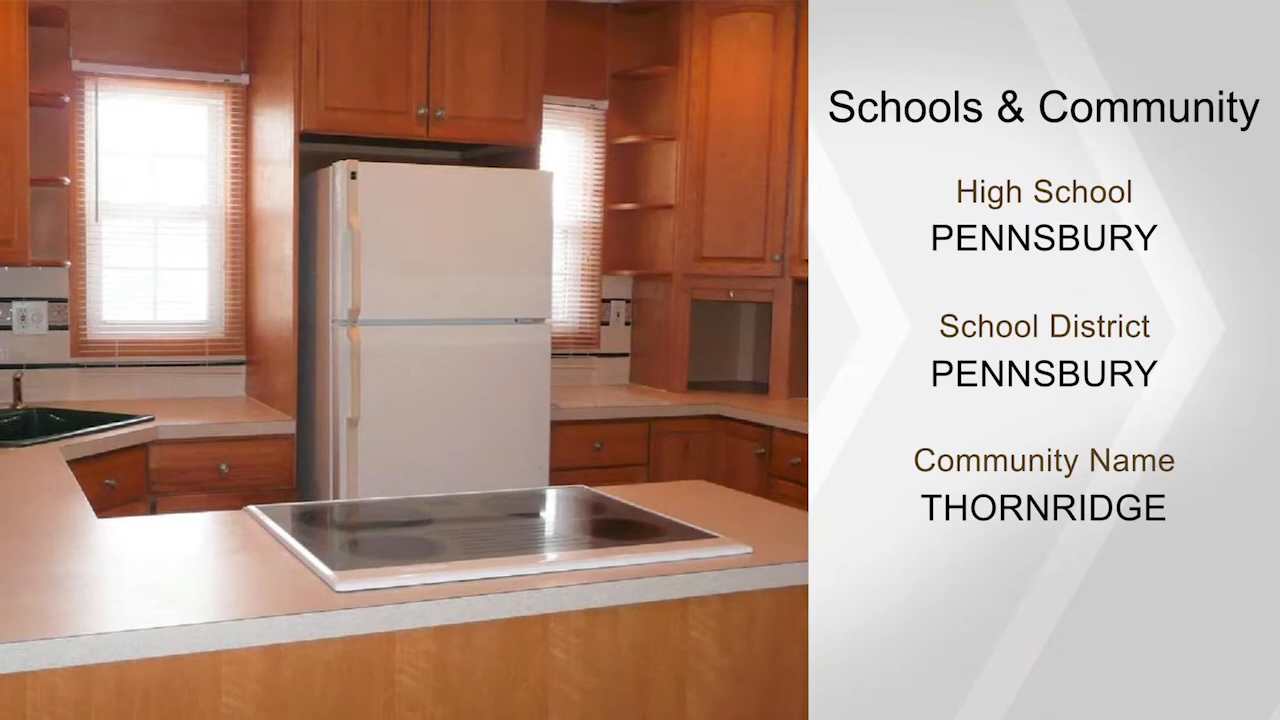 Schools & Community
High School
PENNSBURY
School District
PENNSBURY
Community Name
THORNRIDGE